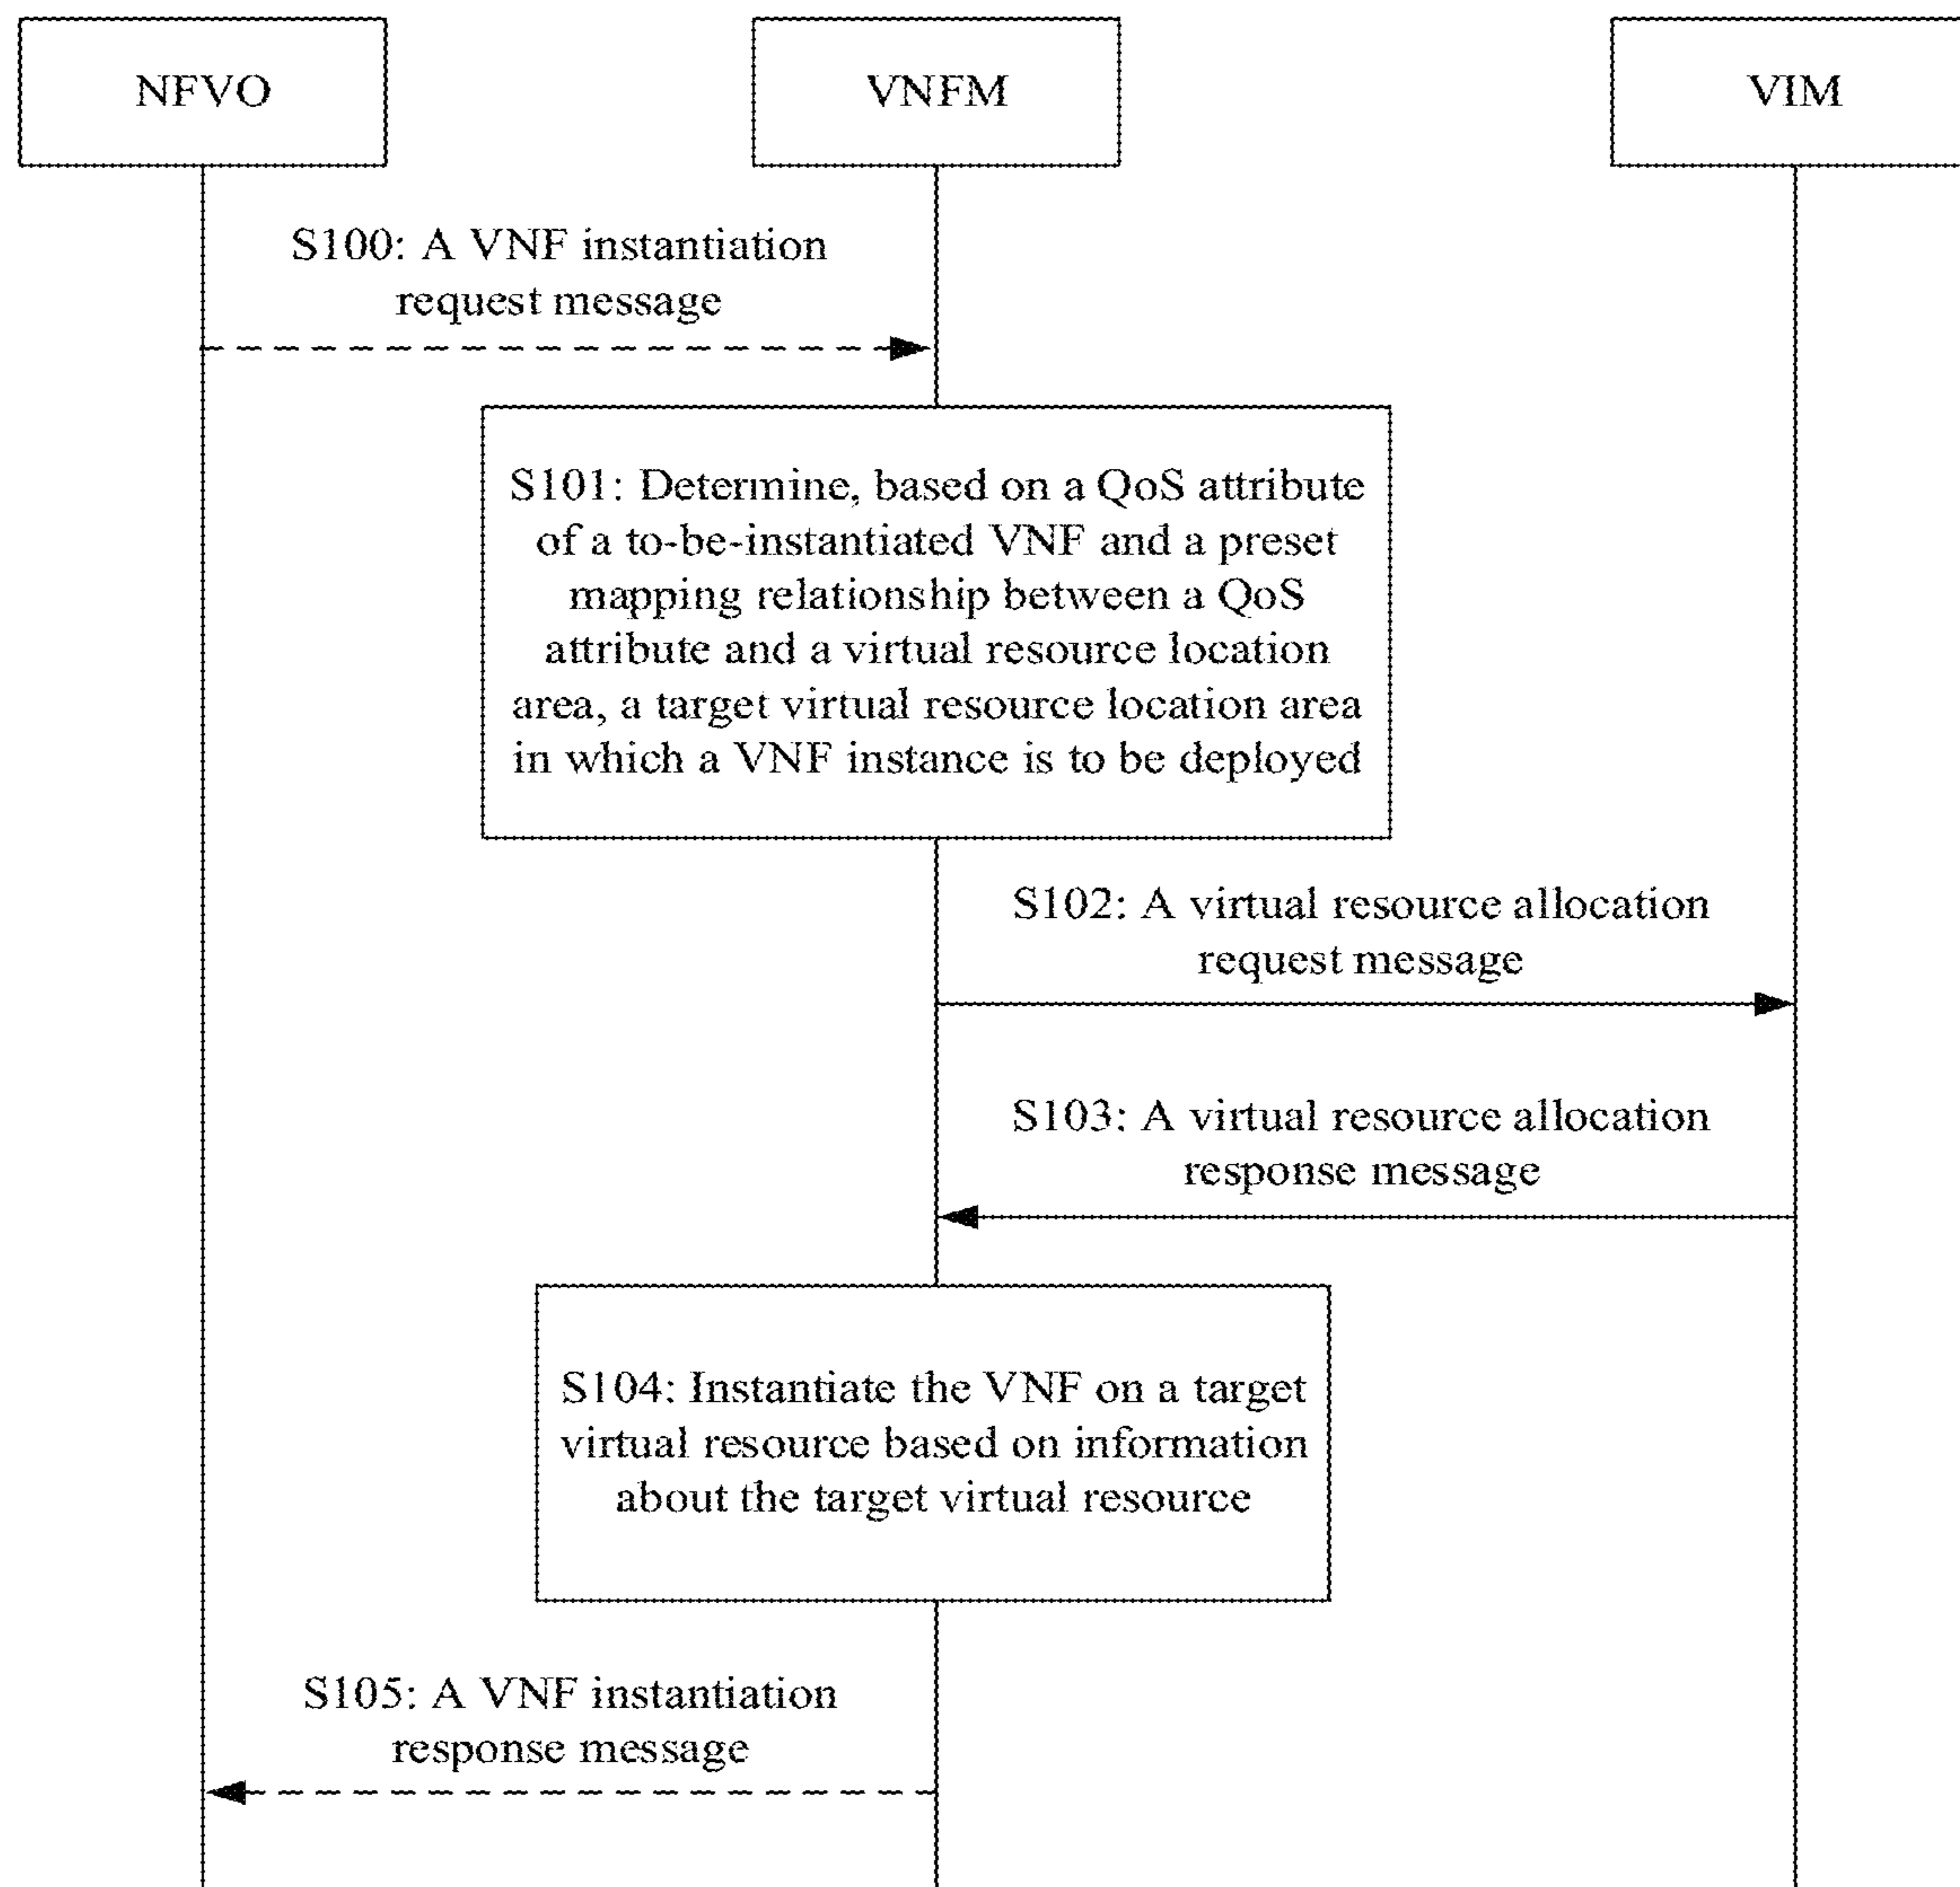 NFVO
VNFM
VIM
S100: A VNF instantiation
request message
S101: Determine, based on a QoS attribute
of a to-be-instantiated VNF and a preset
mapping relationship between a QoS
attribute and a virtual resource location
area, a target virtual resource location area
in which a VNF instance is to be deployed
S102: A virtual resource allocation
request message
S103: A virtual resource allocation
response message
S104: Instantiate the VNF on a target
virtual resource based on information
about the target virtual resource
S105: A VNF instantiation
response message